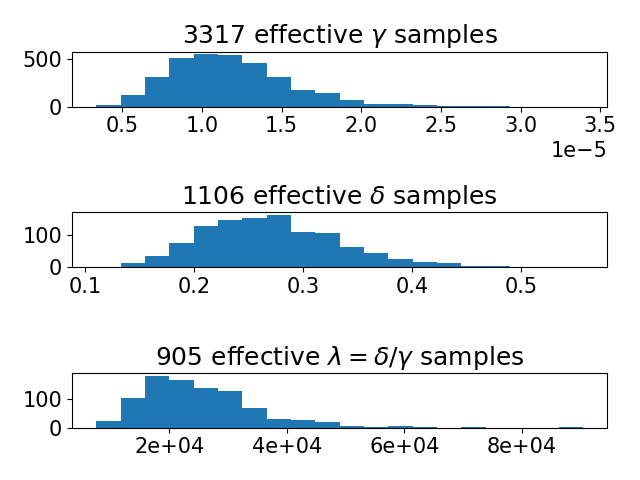 3317 effective γ samples
500
0
0.5 1.0 1.5 2.0 2.5 3.0 3.5
1e−5
1106 effective δ samples
100
0
0.1 0.2 0.3 0.4 0.5
905 effective λ = δ/γ samples
100
0
2e+04 4e+04 6e+04 8e+04